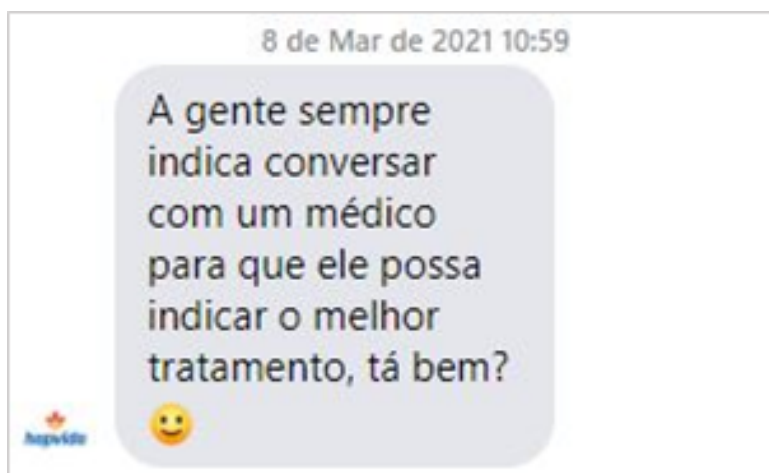 8 de Mar de 2021 10:59
A gente sempre
indica conversar
com um médico
para que ele possa
indicar o melhor
tratamento, tá bem?
🙂
hapvida